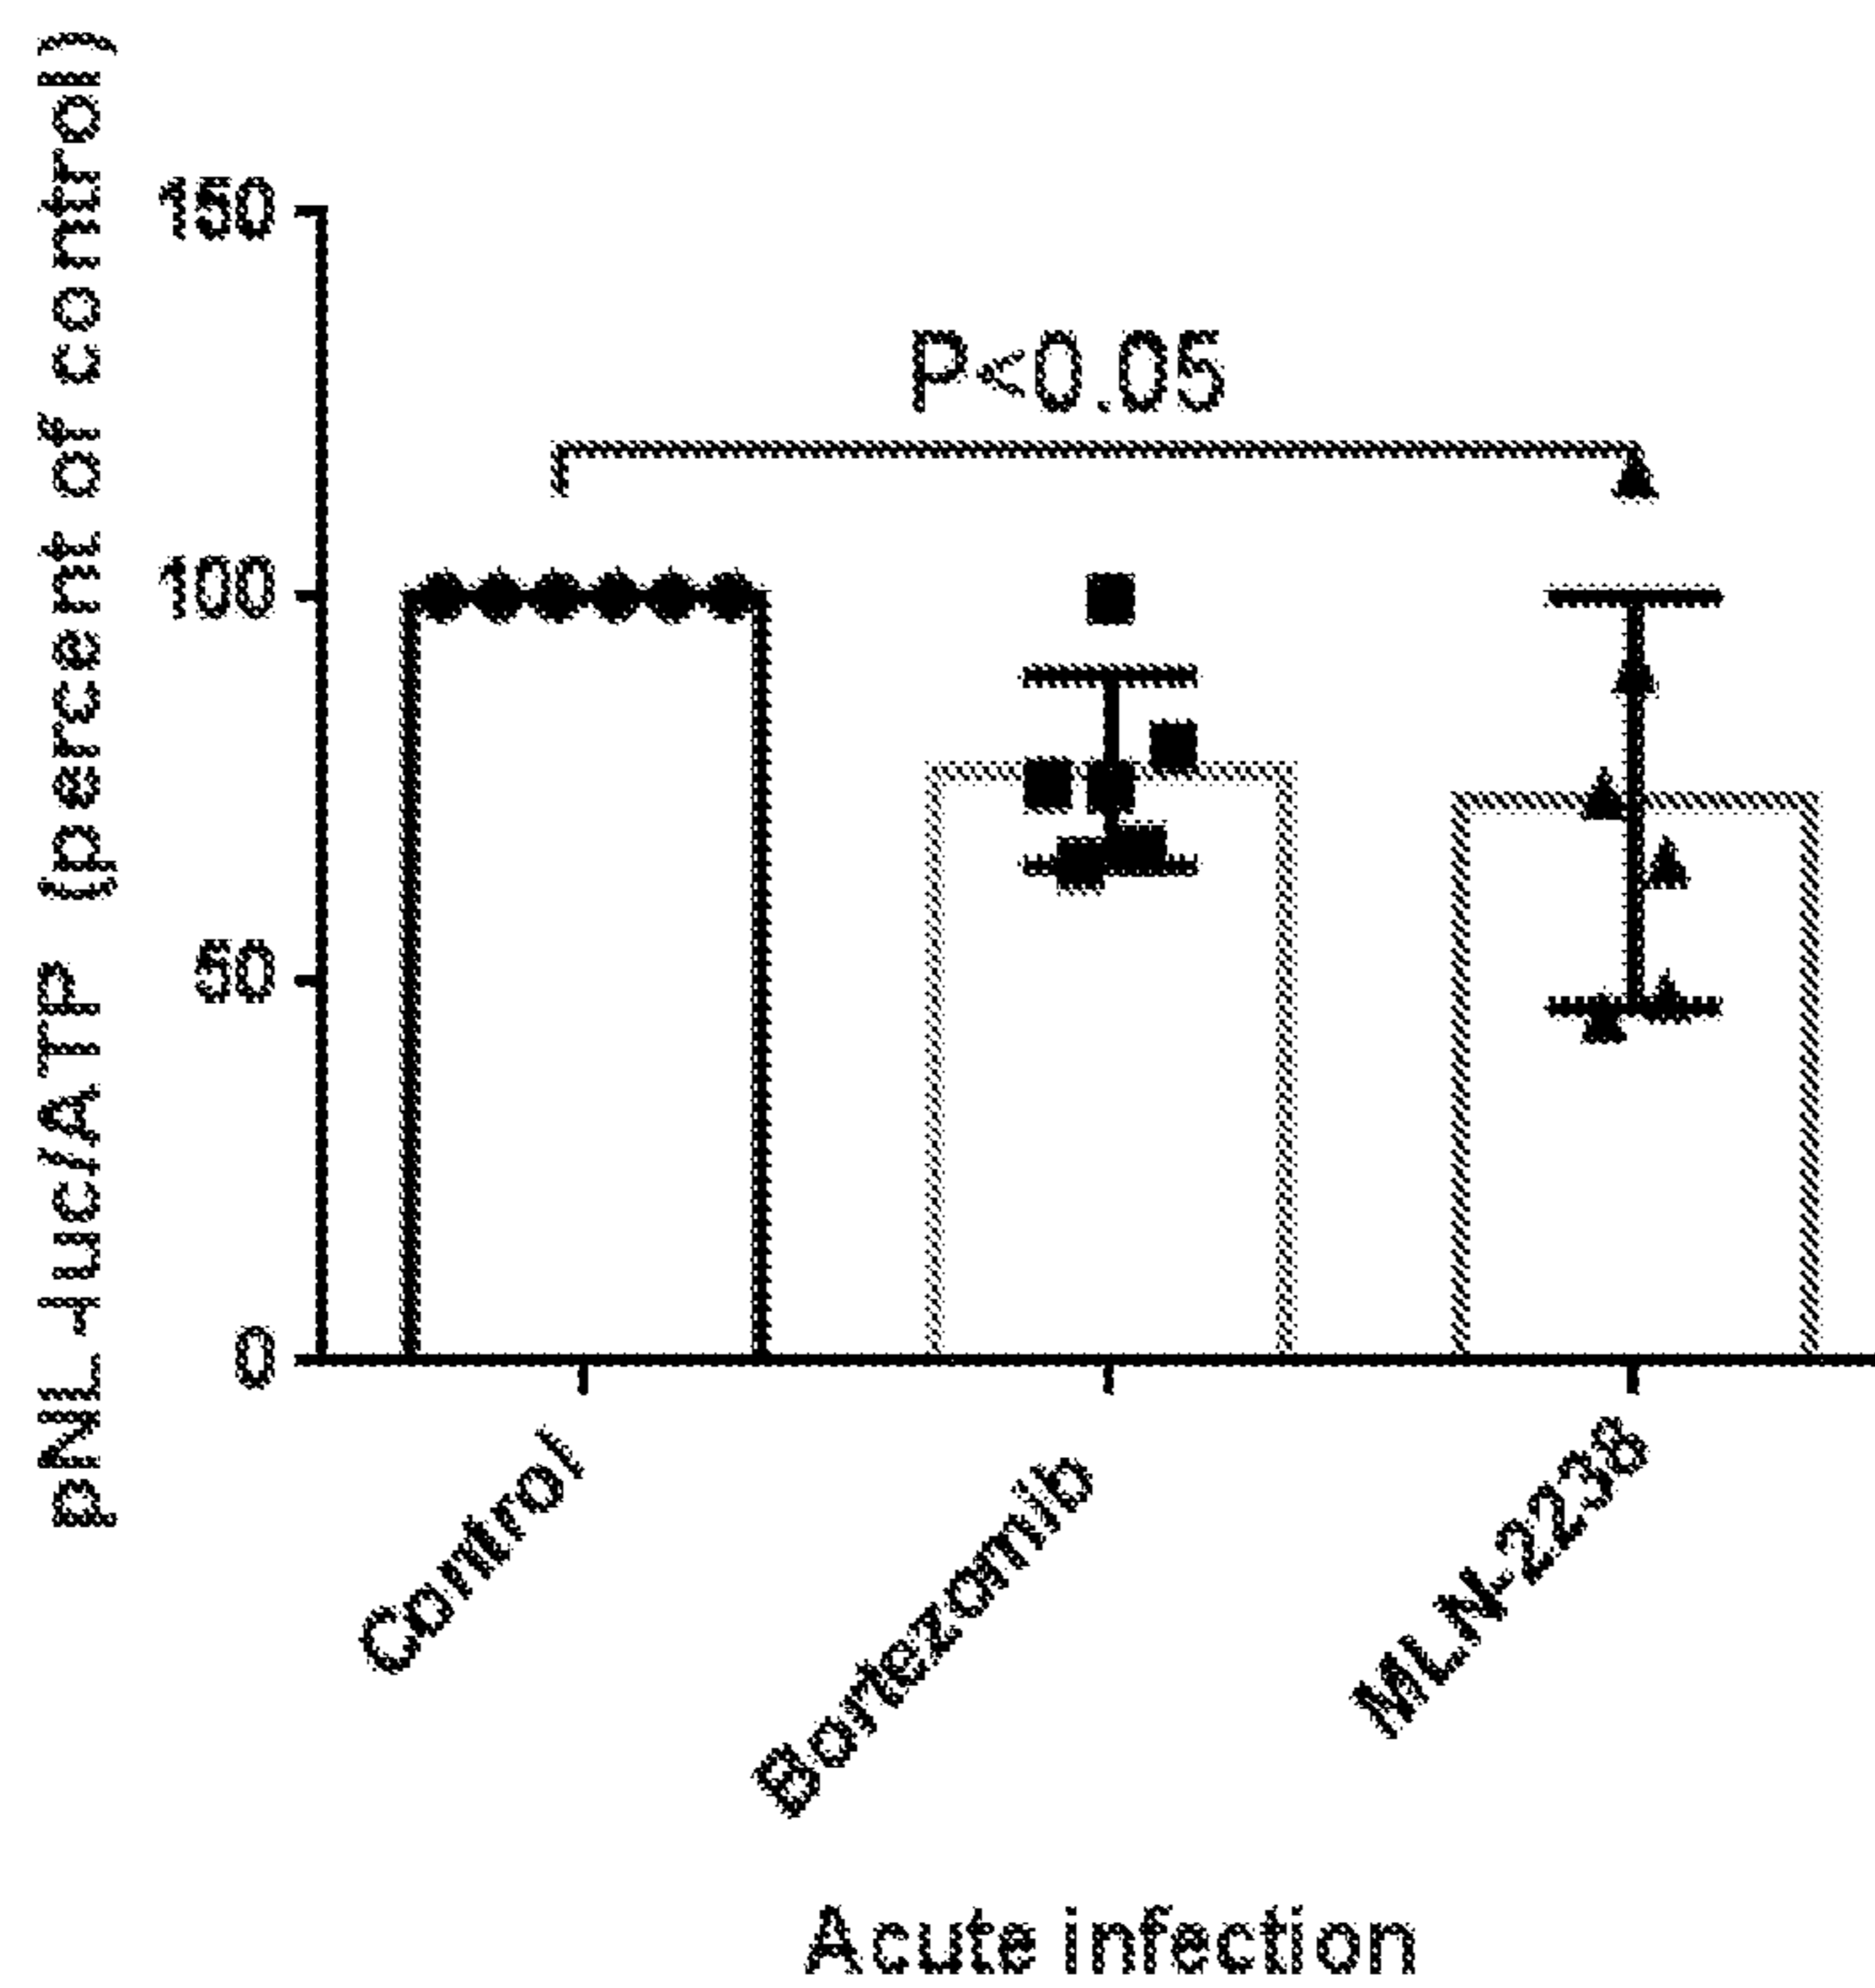 pNL-luc/ATP (percent of control)
150
100
50
0
P<0.05
Control
Bortezomib
MLN-2238
Acute infection